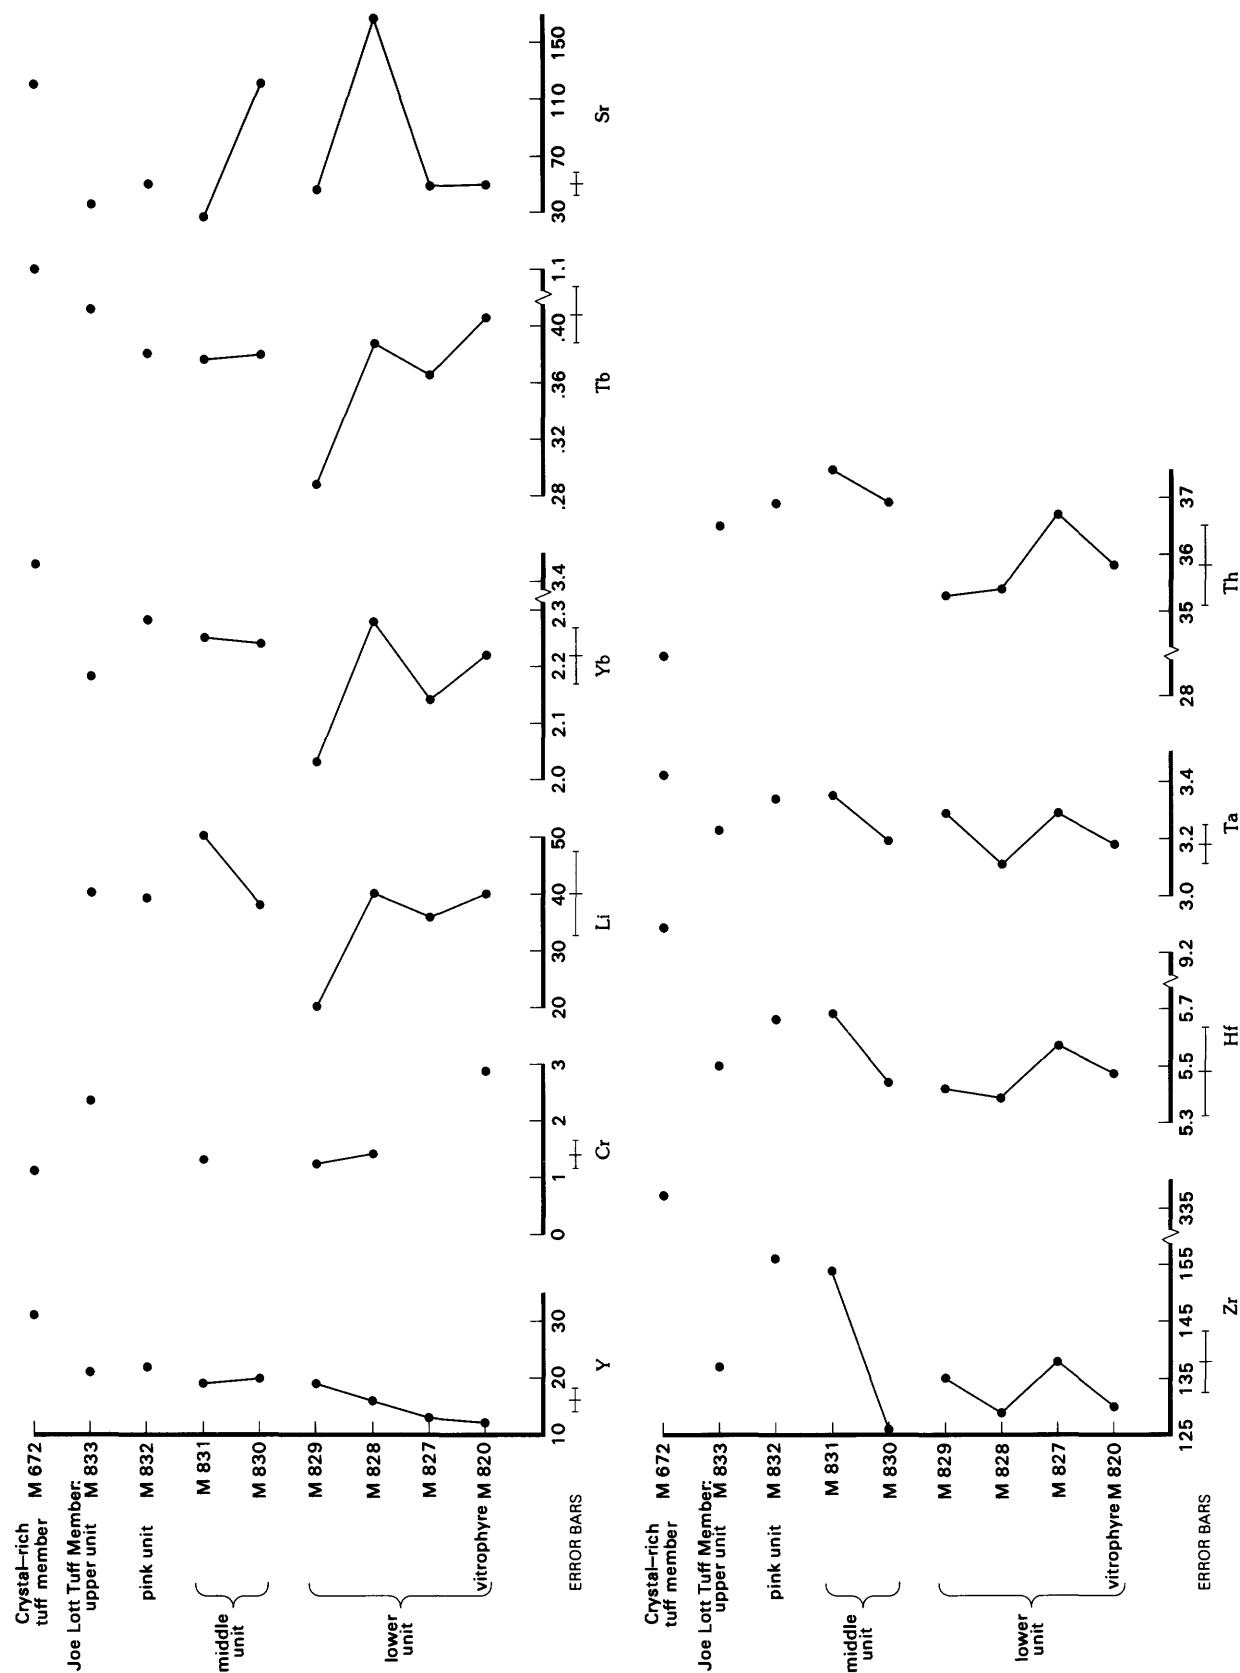 Crystal—rich
tuff member
M 672
Joe Lott Tuff Member:
upper unit M 833
pink unit M 832
M 831
middle
unit
M 830
M 829
M 828
lower
unit
M 827
vitrophyre M 820
ERROR BARS
10 20 30
Y
0 1 2 3
Cr
20 30 40 50
Li
2.0 2.1 2.2 2.3 3.4
Yb
.28 .32 .36 .40 1.1
Tb
30 70 110 150
Sr
Crystal—rich
tuff member
M 672
Joe Lott Tuff Member:
upper unit M 833
pink unit M 832
M 831
middle
unit
M 830
M 829
M 828
lower
unit
M 827
vitrophyre M 820
ERROR BARS
125 135 145 155 335
Zr
5.3 5.5 5.7 9.2
Hf
3.0 3.2 3.4
Ta
28 35 36 37
Th